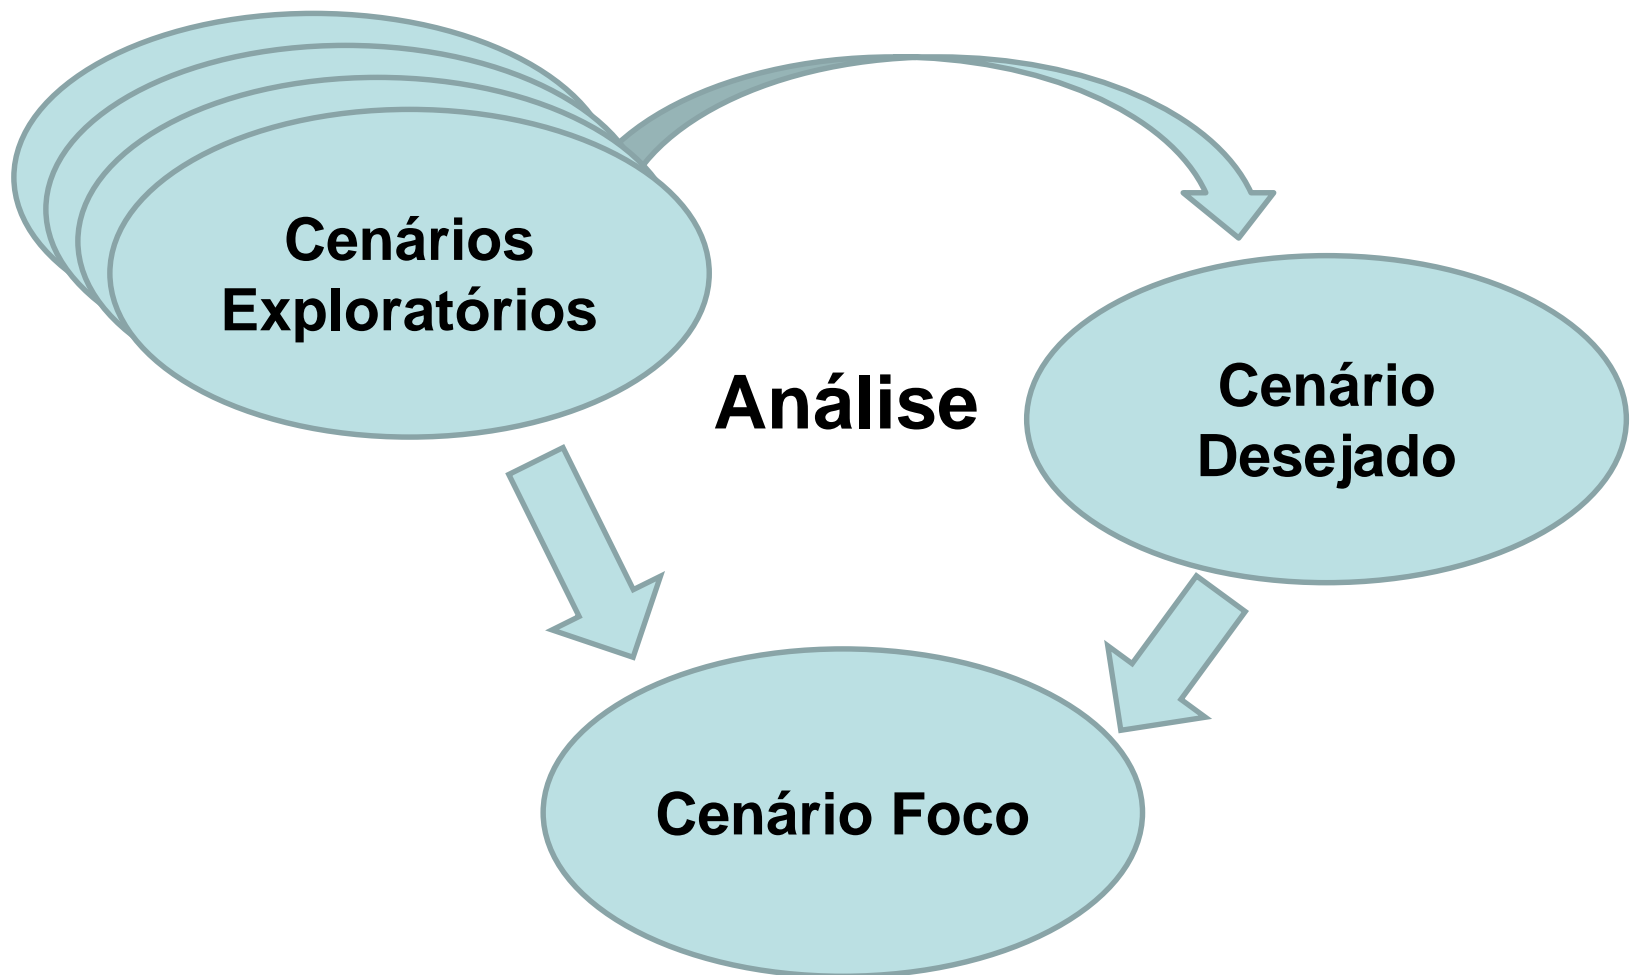 Cenários
Exploratórios
Análise
Cenário
Desejado
Cenário Foco